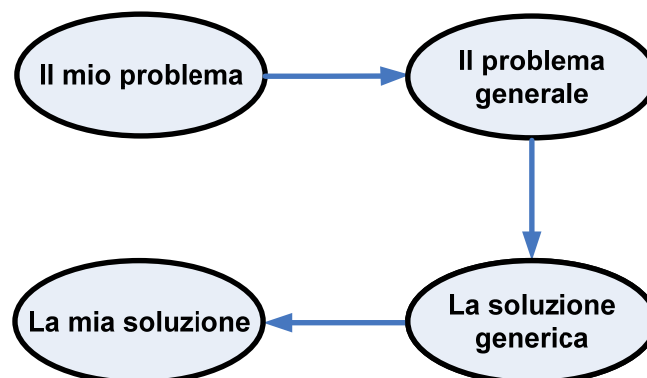 Il mio problema
Il problema
generale
La soluzione
generica
La mia soluzione